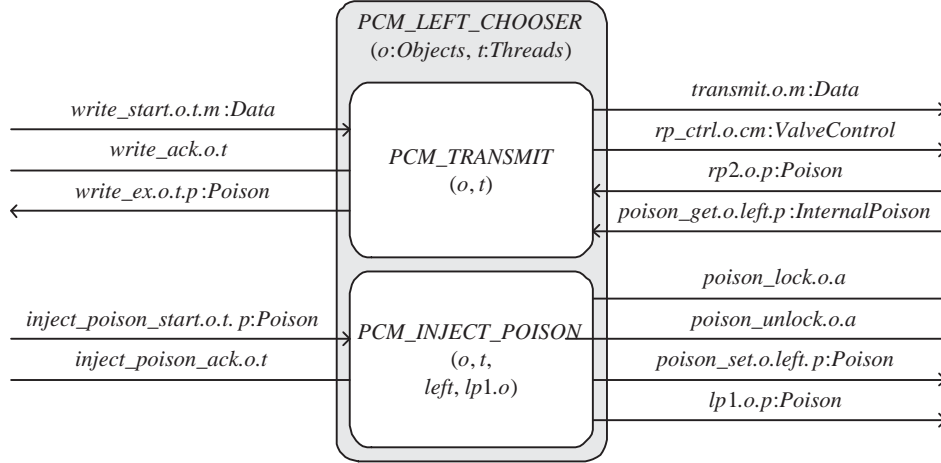 PCM_LEFT_CHOOSER
(o:Objects, t:Threads)
write_start.o.t.m:Data
write_ack.o.t
write_ex.o.t.p:Poison
PCM_TRANSMIT
(o, t)
transmit.o.m:Data
rp_ctrl.o.cm:ValveControl
rp2.o.p:Poison
poison_get.o.left.p:InternalPoison
inject_poison_start.o.t. p:Poison
inject_poison_ack.o.t
PCM_INJECT_POISON
(o, t,
left, lp1.o)
poison_lock.o.a
poison_unlock.o.a
poison_set.o.left. p:Poison
lp1.o.p:Poison